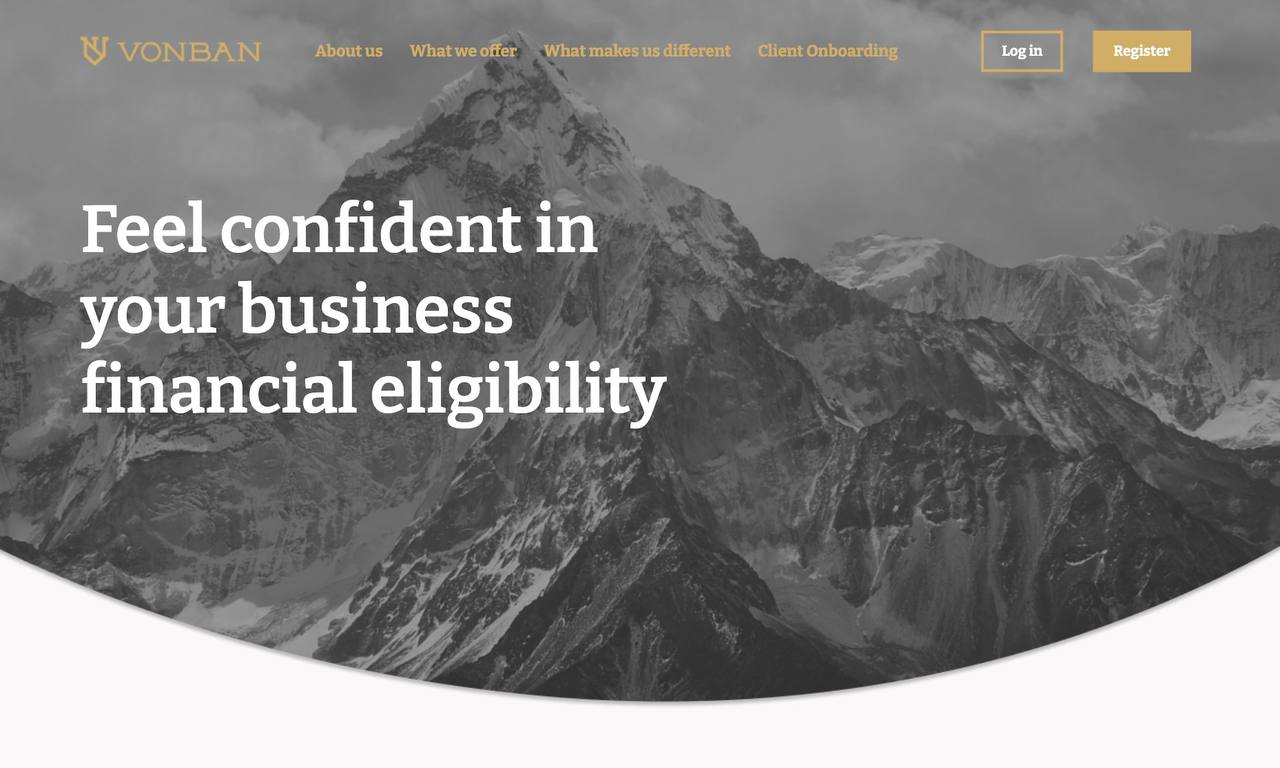 VONBAN
About us
What we offer
What makes us different
Client Onboarding
Log in
Register
Feel confident in
your business
financial eligibility